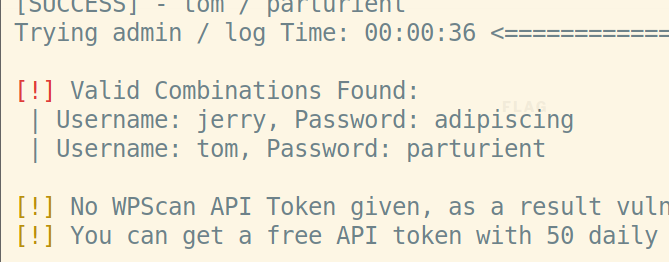 [SUCCESS] - tom / parturient
Trying admin / log Time: 00:00:36 <============
[!] Valid Combinations Found:
FLAG
| Username: jerry, Password: adipiscing
| Username: tom, Password: parturient
[!] No WPScan API Token given, as a result vuln
[!] You can get a free API token with 50 daily